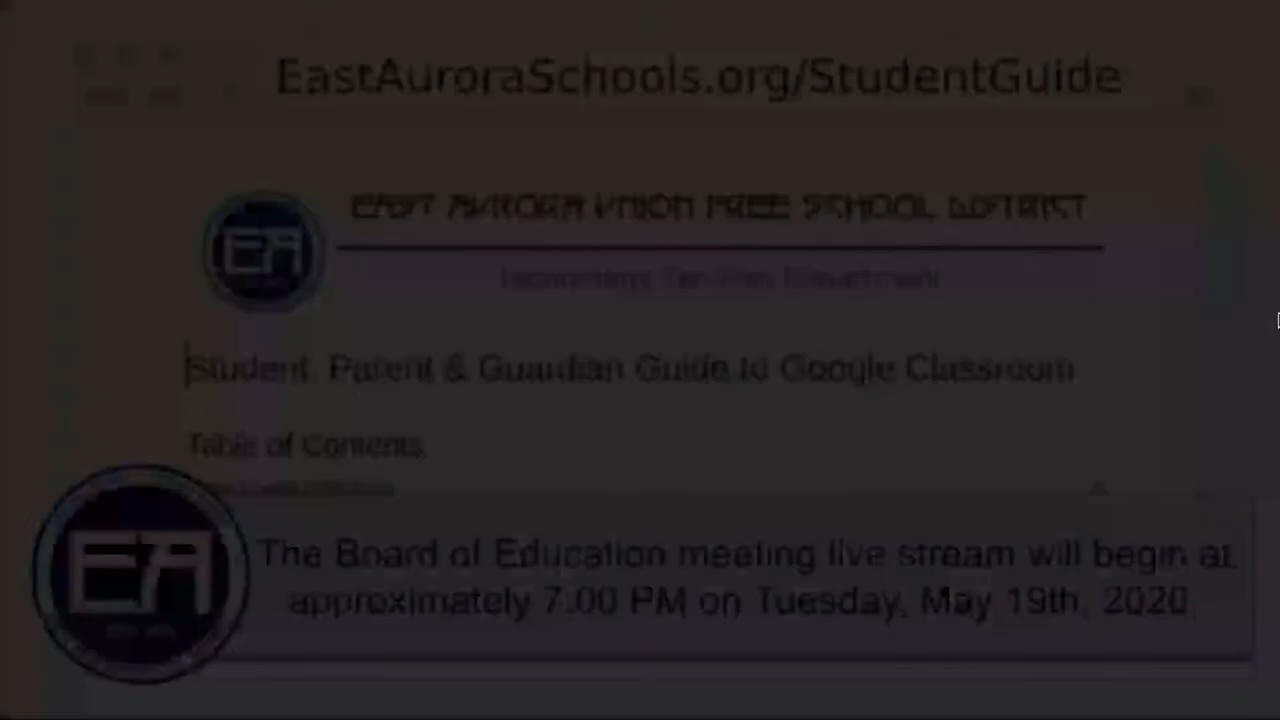 EastAuroraSchools.org/StudentGuide
EAST AURORA UNION FREE SCHOOL DISTRICT
EA
Student, Parent & Guardian Guide to Google Classroom
Table of Contents
EA
The Board of Education meeting live stream will begin at
approximately 7:00 PM on Tuesday, May 19th, 2020